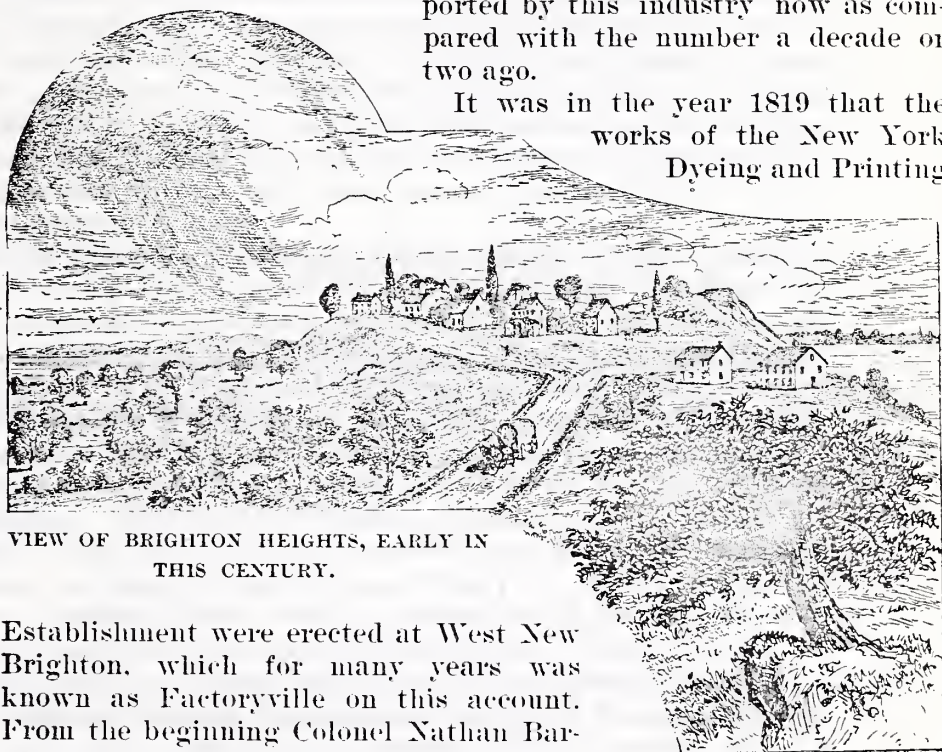 ported by this industry now as com-
pared with the number a decade or
two ago.
It was in the year 1819 that the
works of the New York
Dyeing and Printing
VIEW OF BRIGHTON HEIGHTS, EARLY IN
THIS CENTURY.
Establishment were erected at West New
Brighton, which for many years was
known as Factoryville on this account.
From the beginning Colonel Nathan Bar-